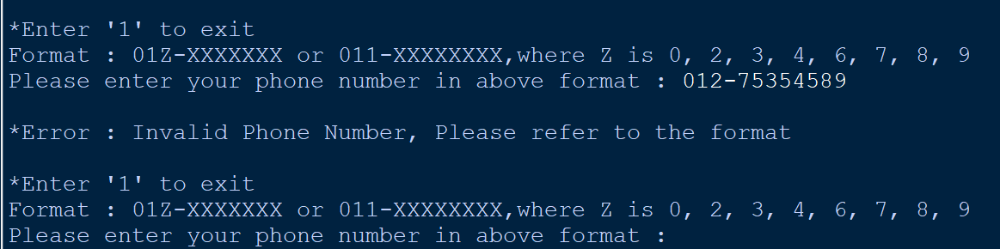 *Enter '1' to exit
Format : 01Z-XXXXXXX or 011-XXXXXXXX,where Z is 0, 2, 3, 4, 6, 7, 8, 9
Please enter your phone number in above format : 012-75354589
*Error : Invalid Phone Number, Please refer to the format
*Enter '1' to exit
Format : 01Z-XXXXXXX or 011-XXXXXXXX,where Z is 0, 2, 3, 4, 6, 7, 8, 9
Please enter your phone number in above format :